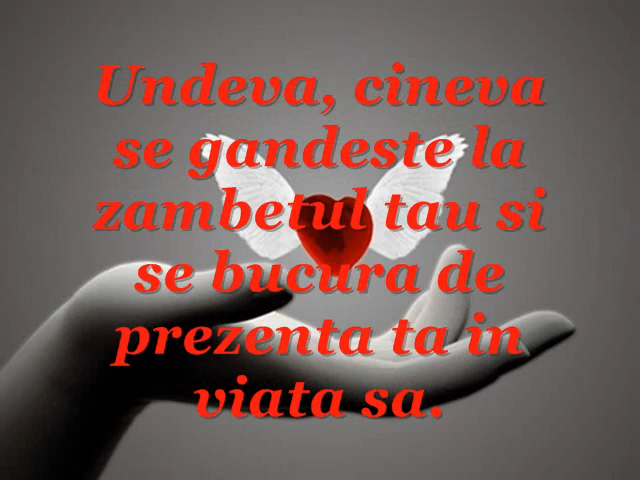 Undeva, cineva
se gandeste la
zambetul tau si
se bucura de
prezenta ta in
viata sa.